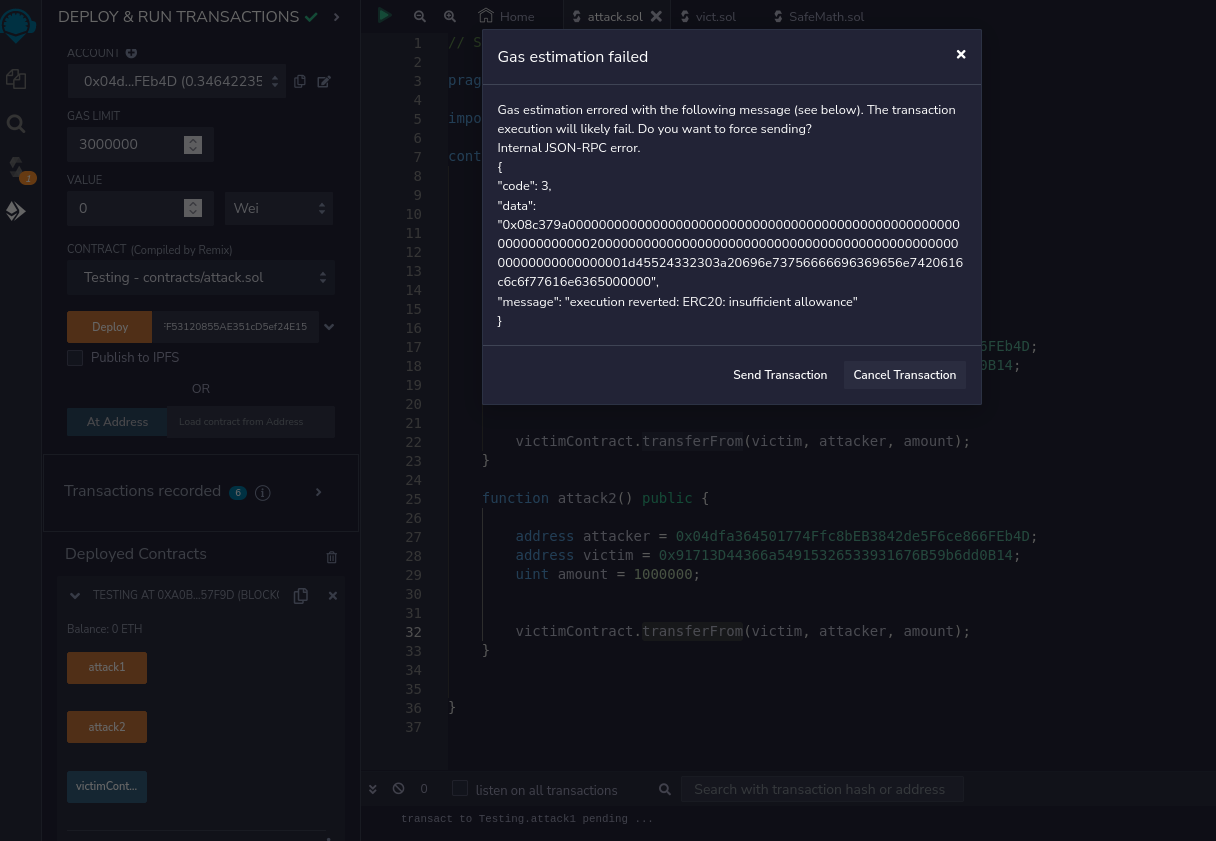 DEPLOY & RUN TRANSACTIONS
ACCOUNT
0x04d...FEb4D (0.34642235
GAS LIMIT
3000000
VALUE
0
Wei
CONTRACT (Compiled by Remix)
Testing - contracts/attack.sol
Deploy
FF53120855AE351cD5ef24E15
Publish to IPFS
OR
At Address
Load contract from Address
Transactions recorded 6 i
Deployed Contracts
TESTING AT 0XA0B...57F9D (BLOCKC
Balance: 0 ETH
attack1
attack2
victimCont...
1
Home
attack.sol
vict.sol
SafeMath.sol
1 // S
2
3 prag
4
5 impo
6
7 cont
8
9
10
11
12
13
14
15
16
17 5FEb4D;
18 0B14;
19
20
21
22 victimContract.transferFrom(victim, attacker, amount);
23 }
24
25 function attack2() public {
26
27 address attacker = 0x04dfa364501774Ffc8bEB3842de5F6ce866FEb4D;
28 address victim = 0x91713D44366a54915326533931676B59b6dd0B14;
29 uint amount = 1000000;
30
31
32 victimContract.transferFrom(victim, attacker, amount);
33 }
34
35
36 }
37
Gas estimation failed
Gas estimation errored with the following message (see below). The transaction
execution will likely fail. Do you want to force sending?
Internal JSON-RPC error.
{
"code": 3,
"data":
"0x08c379a00000000000000000000000000000000000000000000000000000
000000000000020000000000000000000000000000000000000000000000000
0000000000000001d45524332303a20696e73756666696369656e7420616
c6c6f77616e6365000000",
"message": "execution reverted: ERC20: insufficient allowance"
}
Send Transaction
Cancel Transaction
0
listen on all transactions
Search with transaction hash or address
transact to Testing.attack1 pending ...